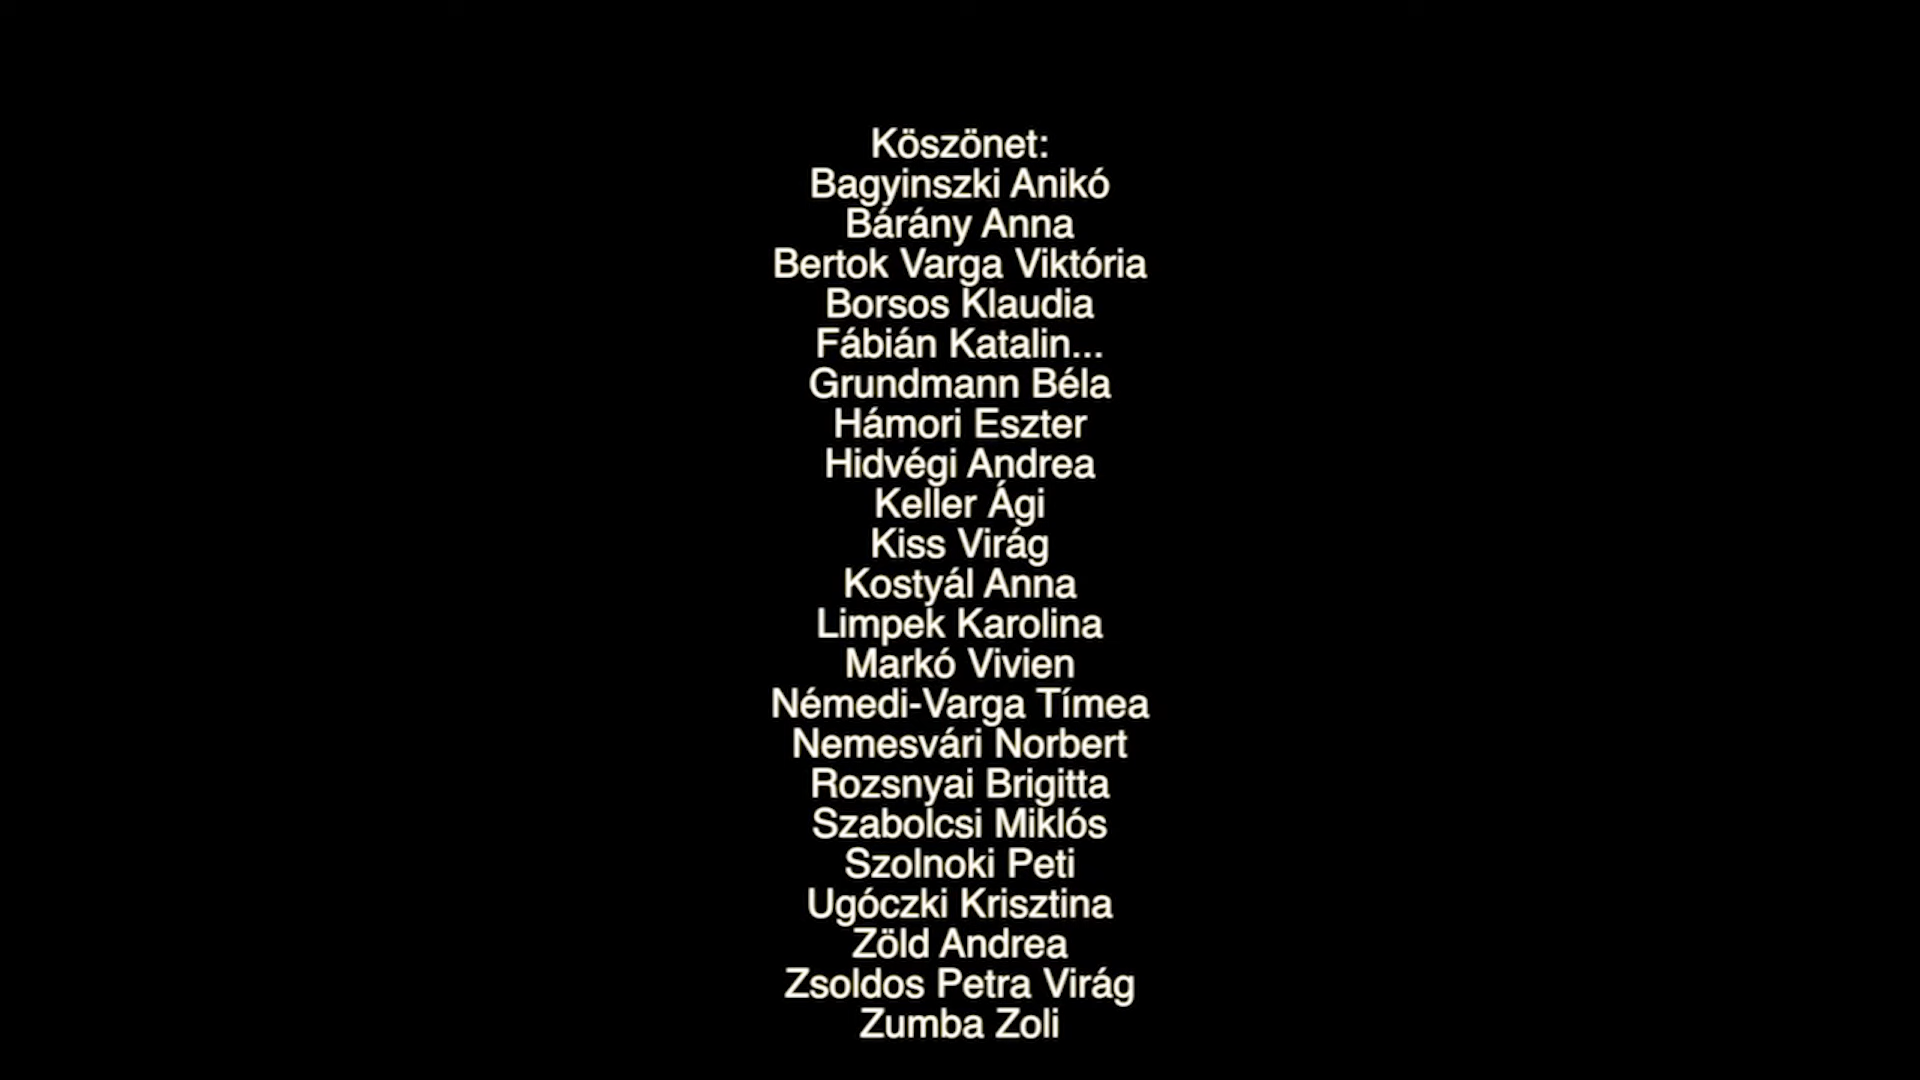 Köszönet:
Bagyinszki Anikó
Bárány Anna
Bertok Varga Viktória
Borsos Klaudia
Fábián Katalin...
Grundmann Béla
Hámori Eszter
Hidvégi Andrea
Keller Ági
Kiss Virág
Kostyál Anna
Limpek Karolina
Markó Vivien
Némedi-Varga Tímea
Nemesvári Norbert
Rozsnyai Brigitta
Szabolcsi Miklós
Szolnoki Peti
Ugóczki Krisztina
Zöld Andrea
Zsoldos Petra Virág
Zumba Zoli